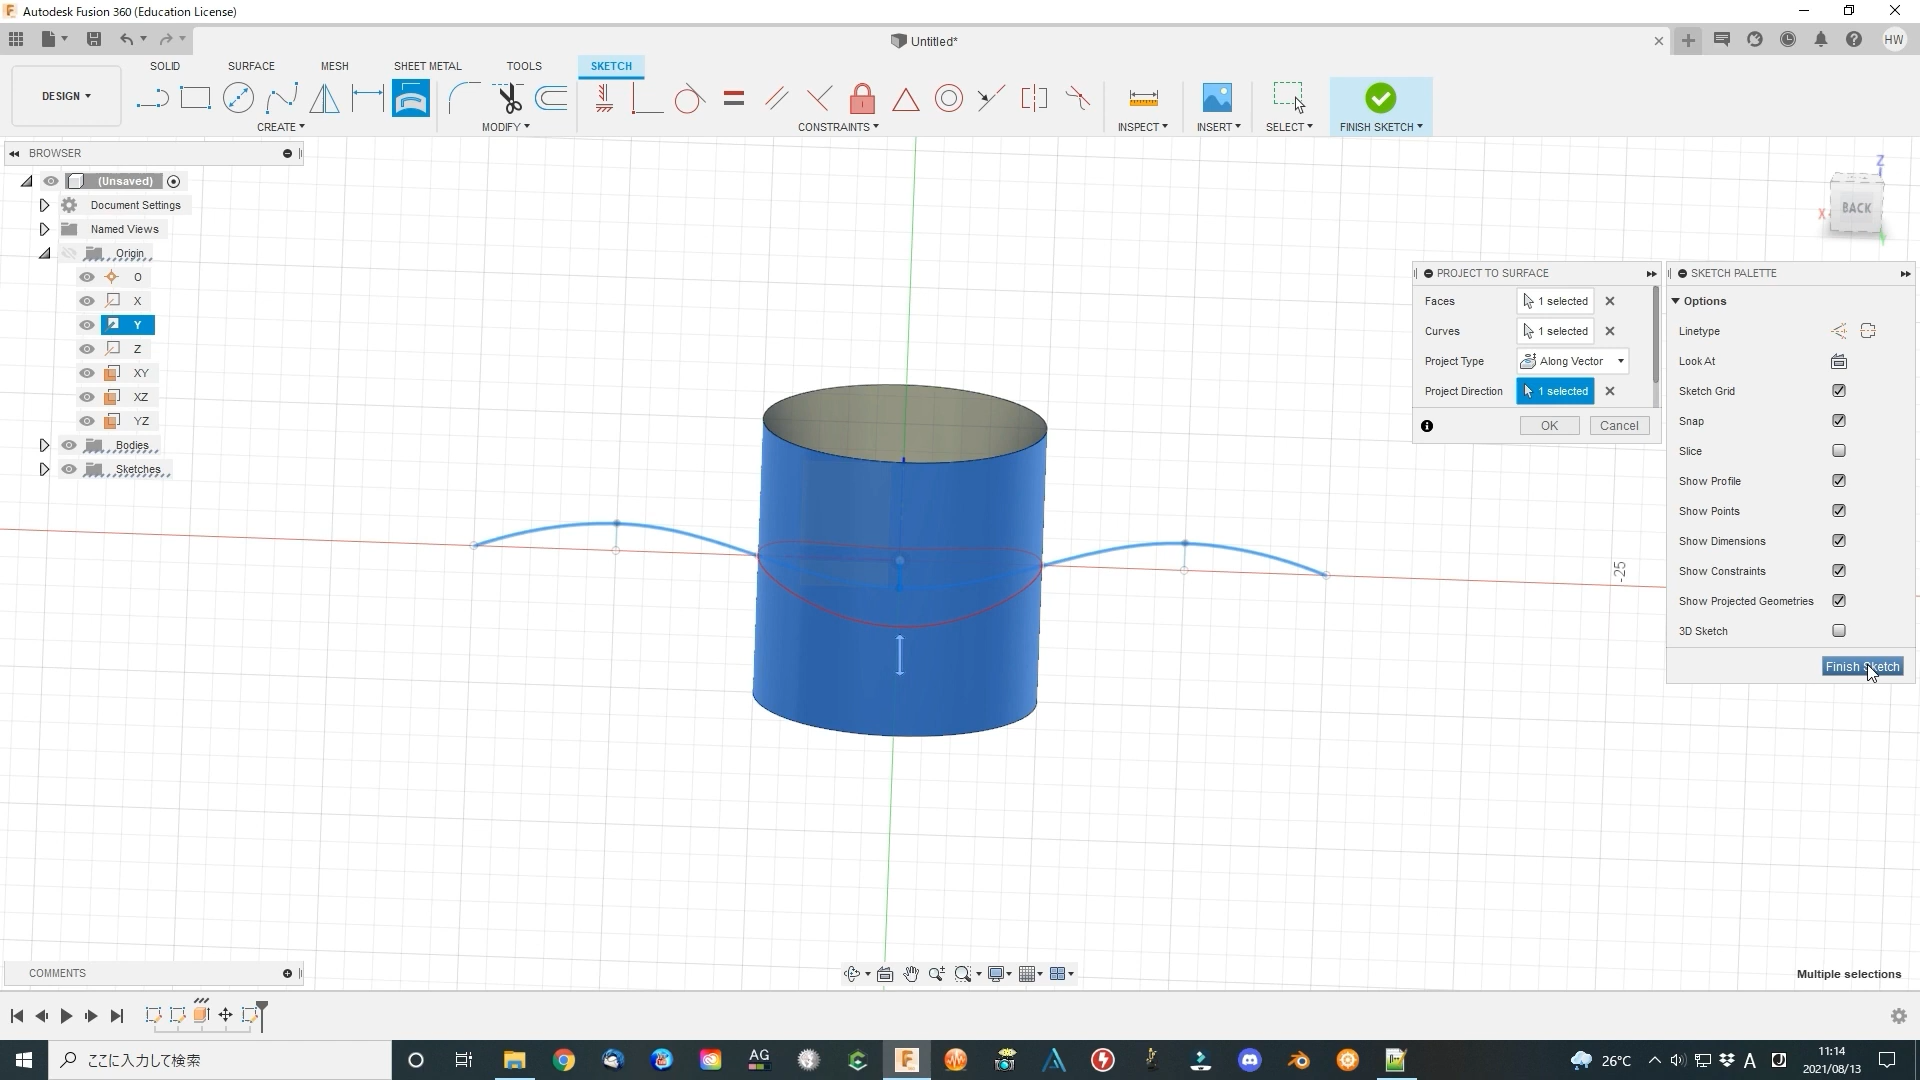 Autodesk Fusion 360 (Education License)
Untitled*
HW
DESIGN
SOLID
SURFACE
MESH
SHEET METAL
TOOLS
SKETCH
CREATE
MODIFY
CONSTRAINTS
INSPECT
INSERT
SELECT
FINISH SKETCH
BROWSER
(Unsaved)
Document Settings
Named Views
Origin
O
X
Y
Z
XY
XZ
YZ
Bodies
Sketches
Z
X
BACK
PROJECT TO SURFACE
Faces 1 selected
Curves 1 selected
Project Type Along Vector
Project Direction 1 selected
OK Cancel
SKETCH PALETTE
Options
Linetype
Look At
Sketch Grid
Snap
Slice
Show Profile
Show Points
Show Dimensions
Show Constraints
Show Projected Geometries
3D Sketch
Finish Sketch
-25
COMMENTS
Multiple selections
ここに入力して検索
AG
26°C
A
11:14
2021/08/13